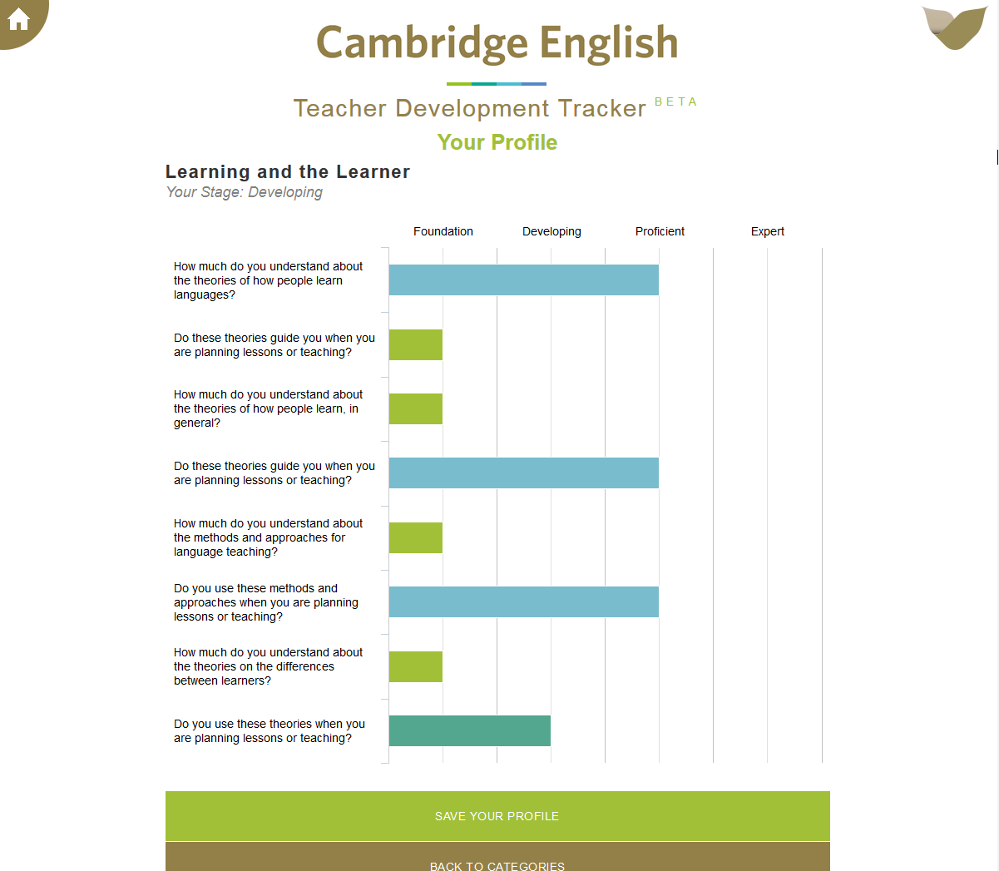 Cambridge English
Teacher Development Tracker BETA
Your Profile
Learning and the Learner
Your Stage: Developing
Foundation Developing Proficient Expert
How much do you understand about
the theories of how people learn
languages?
Do these theories guide you when you
are planning lessons or teaching?
How much do you understand about
the theories of how people learn, in
general?
Do these theories guide you when you
are planning lessons or teaching?
How much do you understand about
the methods and approaches for
language teaching?
Do you use these methods and
approaches when you are planning
lessons or teaching?
How much do you understand about
the theories on the differences
between learners?
Do you use these theories when you
are planning lessons or teaching?
SAVE YOUR PROFILE
BACK TO CATEGORIES